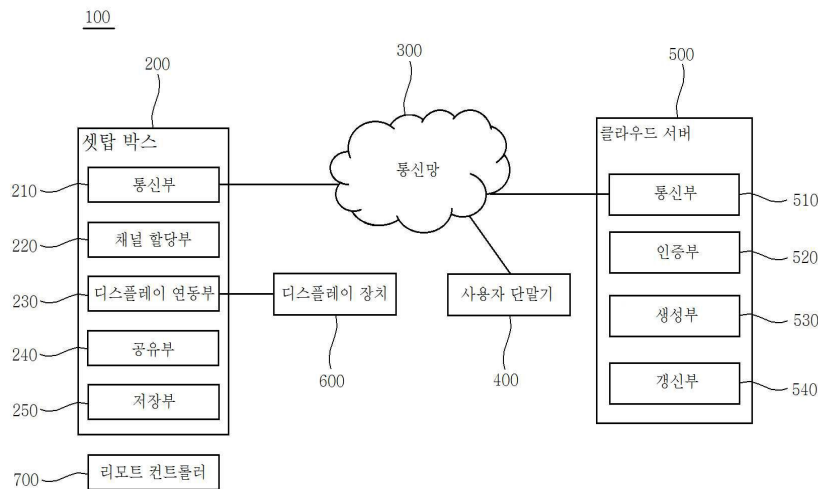 100
200
300
500
셋탑 박스
클라우드 서버
210
통신부
통신망
통신부
510
220
채널 할당부
인증부
520
230
디스플레이 연동부
디스플레이 장치
사용자 단말기
생성부
530
240
공유부
600
400
250
저장부
갱신부
540
700
리모트 컨트롤러